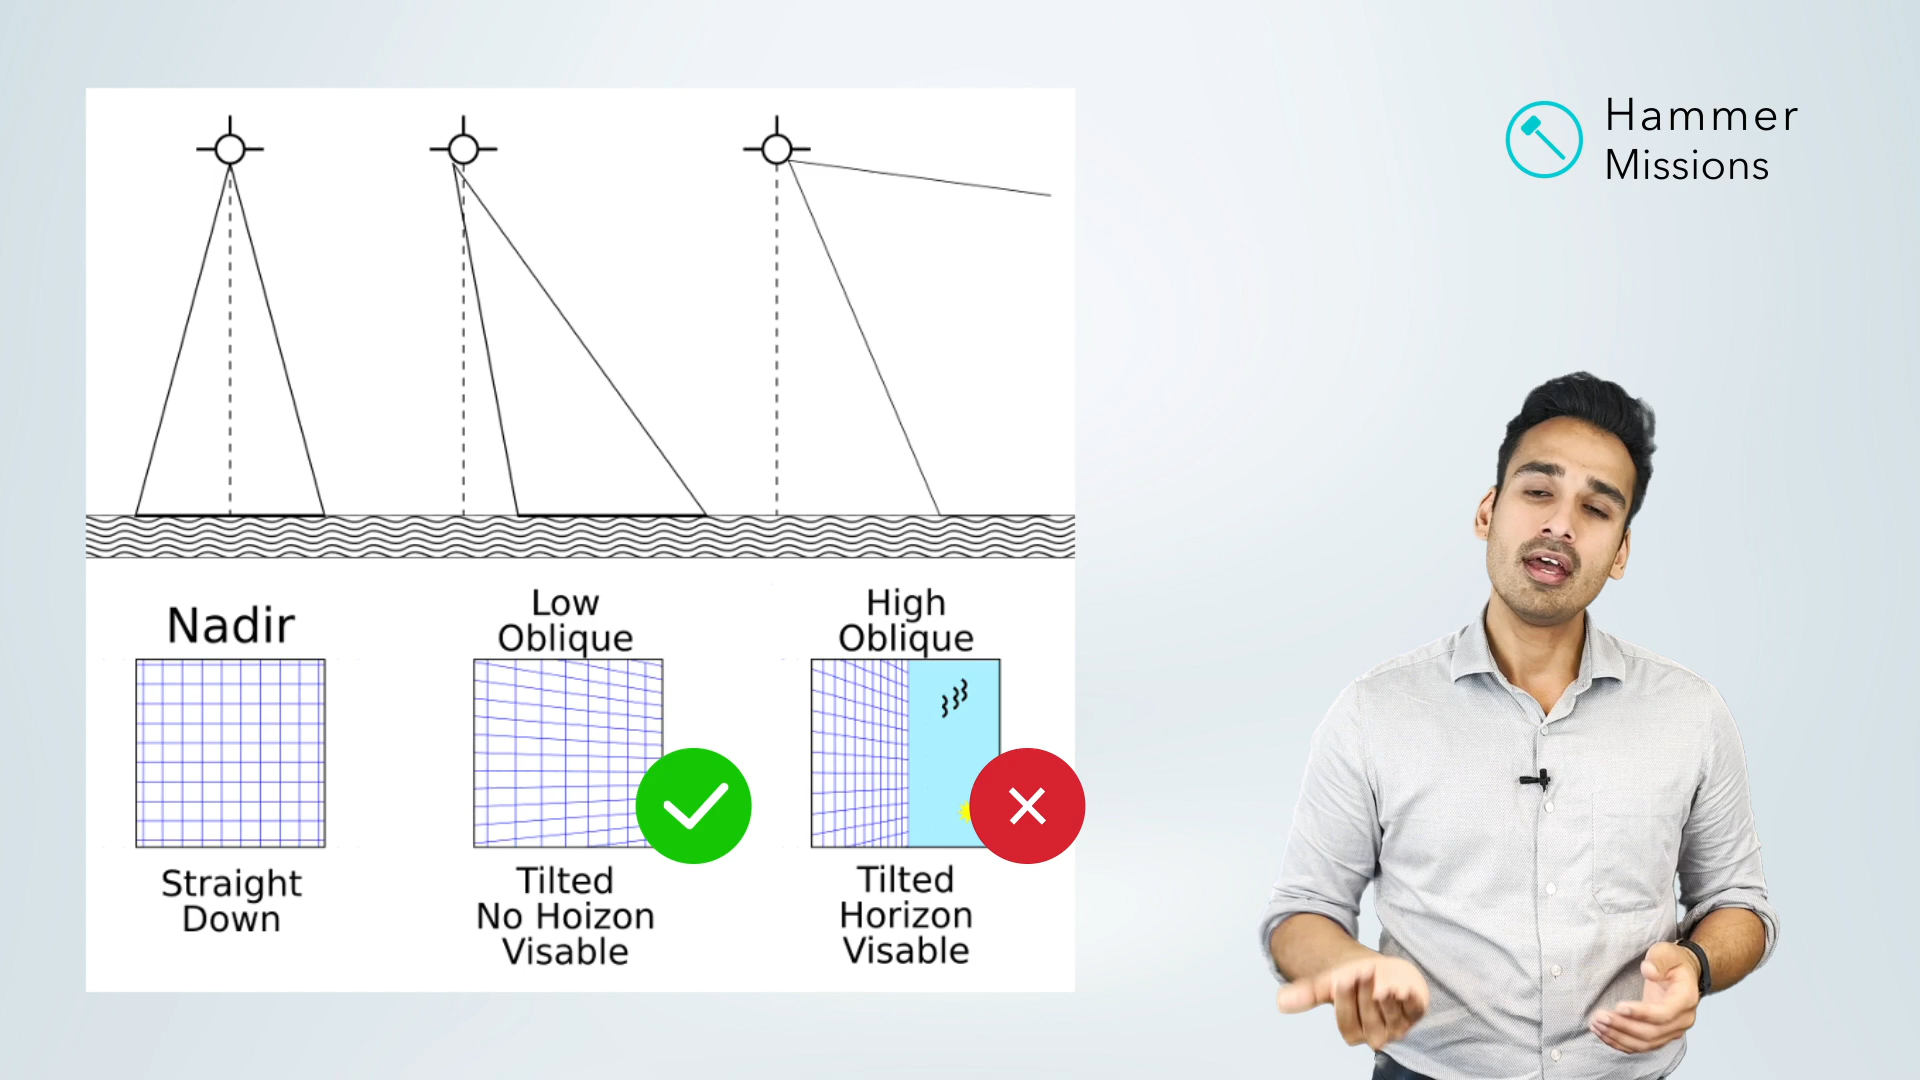 Hammer
Missions
Nadir
Low
Oblique
High
Oblique
Straight
Down
Tilted
No Hoizon
Visable
Tilted
Horizon
Visable